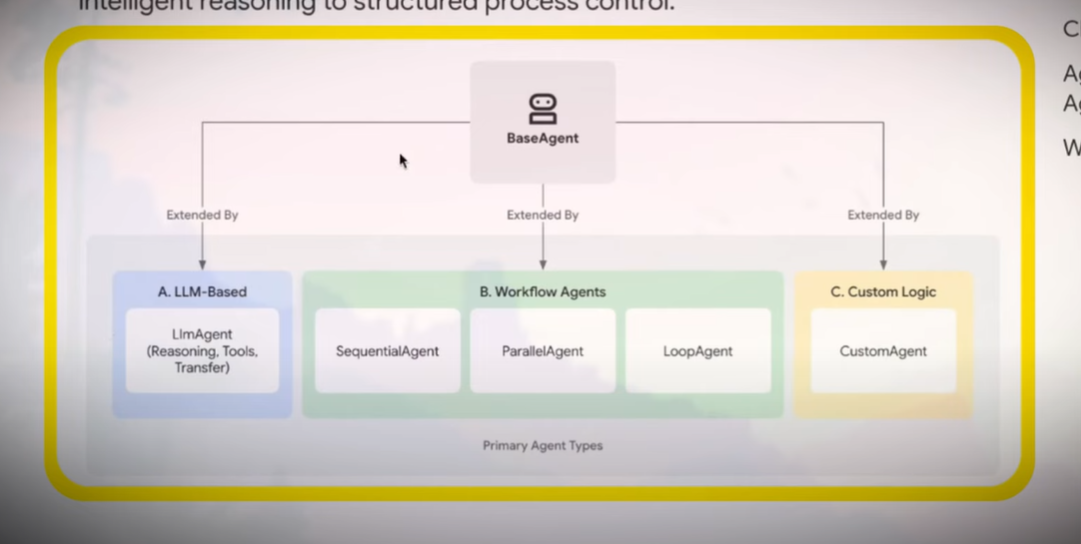 intelligent reasoning to structured process control.
BaseAgent
Extended By
Extended By
Extended By
A. LLM-Based
LlmAgent
(Reasoning, Tools,
Transfer)
B. Workflow Agents
SequentialAgent
ParallelAgent
LoopAgent
C. Custom Logic
CustomAgent
Primary Agent Types